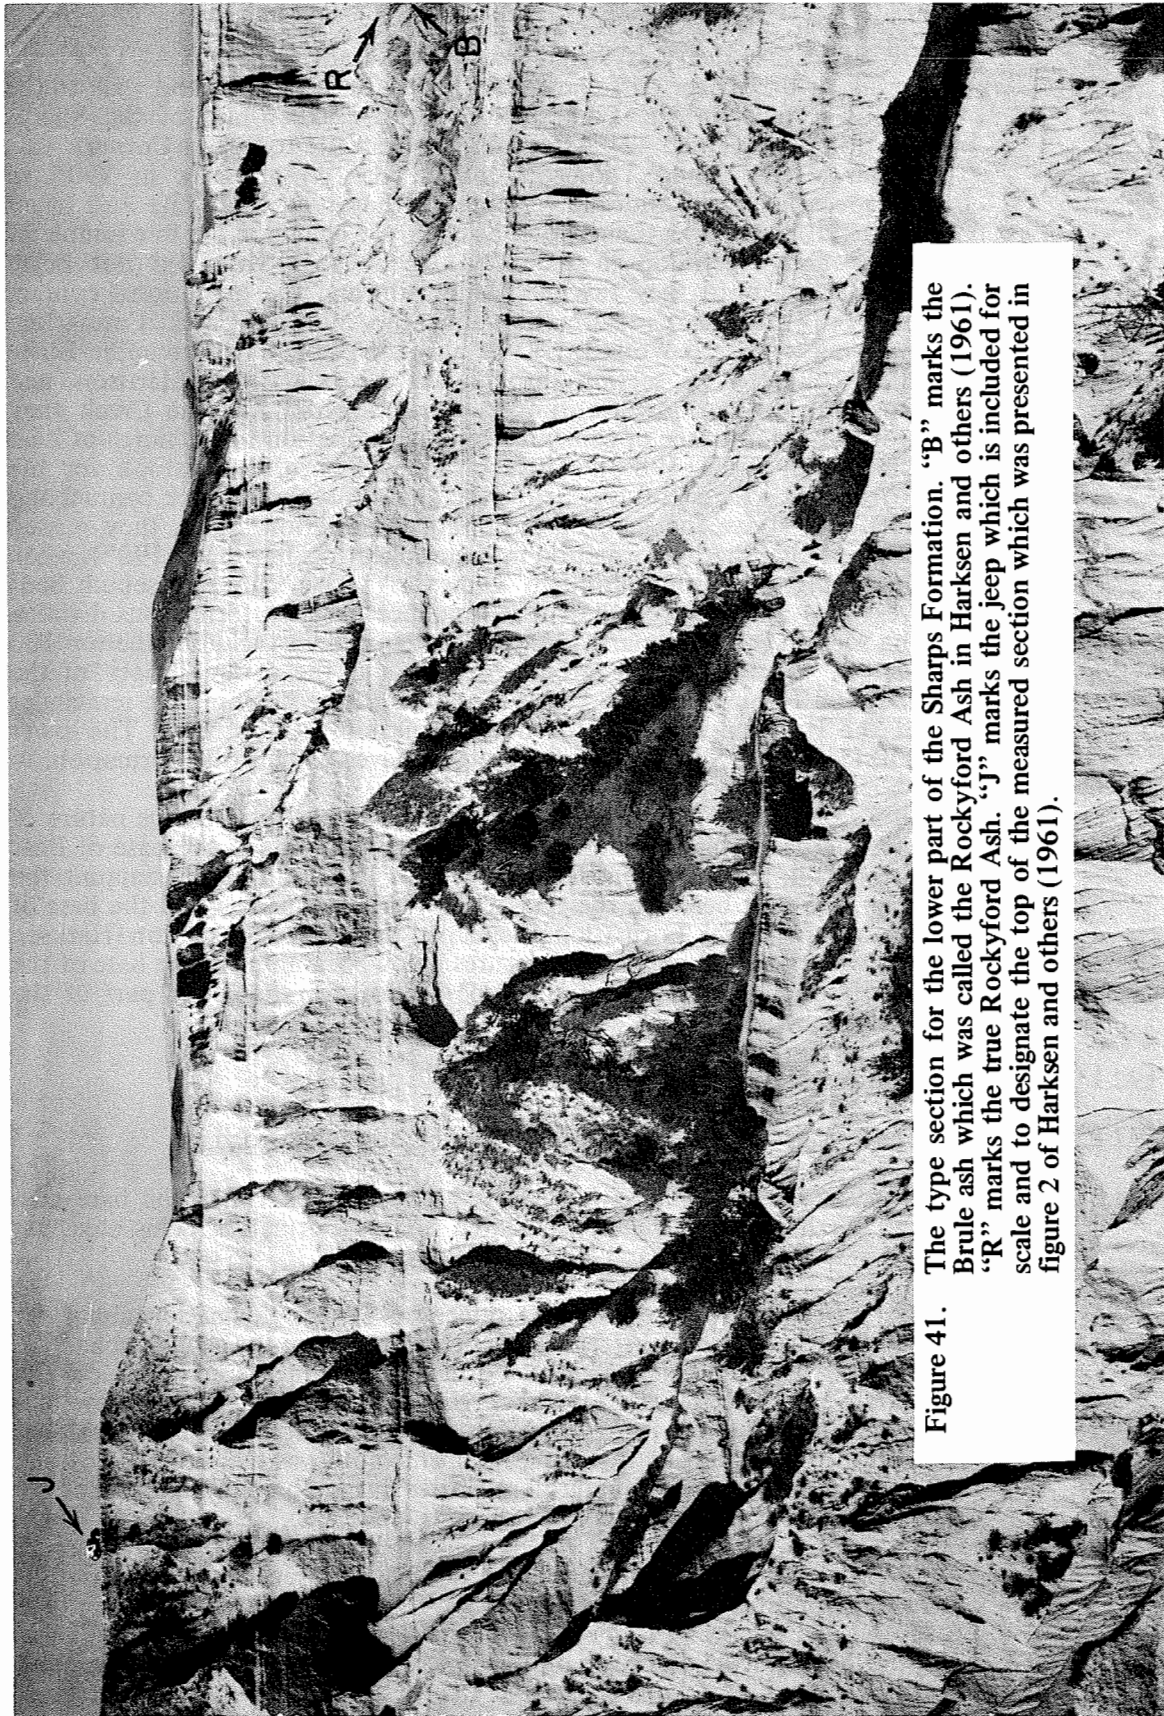 J
R
B
Figure 41. The type section for the lower part of the Sharps Formation. “B” marks the
Brule ash which was called the Rockyford Ash in Harksen and others (1961).
“R” marks the true Rockyford Ash. “J” marks the jeep which is included for
scale and to designate the top of the measured section which was presented in
figure 2 of Harksen and others (1961).